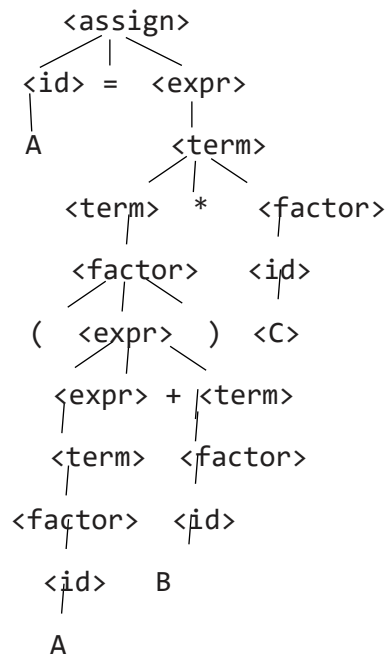 <assign>
<id> = <expr>
A <term>
<term> * <factor>
<factor> <id>
( <expr> ) <C>
<expr> + <term>
<term> <factor>
<factor> <id>
<id> B
A